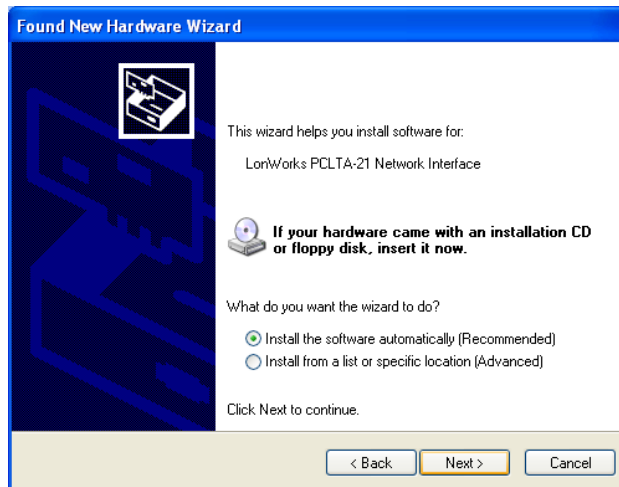 Found New Hardware Wizard
This wizard helps you install software for:
LonWorks PCLTA-21 Network Interface
If your hardware came with an installation CD
or floppy disk, insert it now.
What do you want the wizard to do?
Install the software automatically (Recommended)
Install from a list or specific location (Advanced)
Click Next to continue.
< Back Next > Cancel